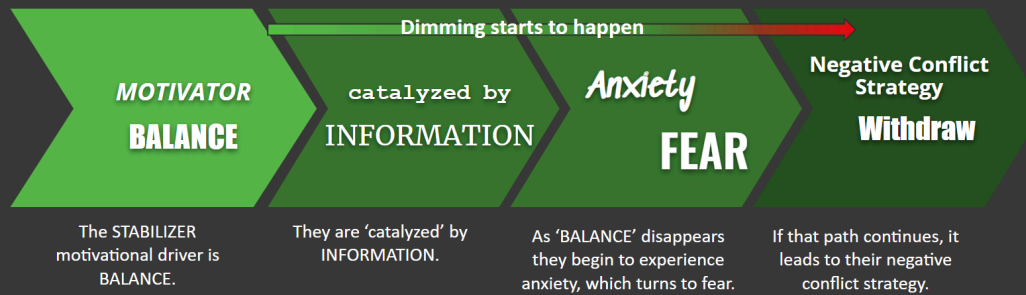 Dimming starts to happen
MOTIVATOR
BALANCE
catalyzed by
INFORMATION
Anxiety
FEAR
Negative Conflict
Strategy
Withdraw
The STABILIZER
motivational driver is
BALANCE.
They are ‘catalyzed’ by
INFORMATION.
As ‘BALANCE’ disappears
they begin to experience
anxiety, which turns to fear.
If that path continues, it
leads to their negative
conflict strategy.